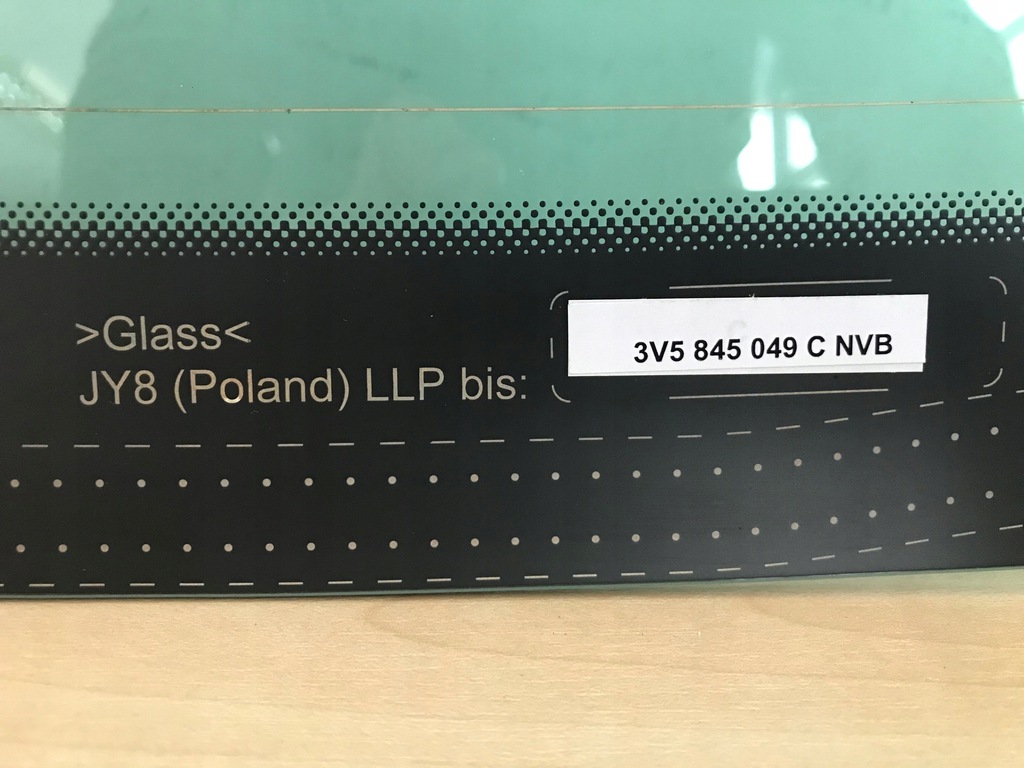 >Glass<
JY8 (Poland) LLP bis:
3V5 845 049 C NVB